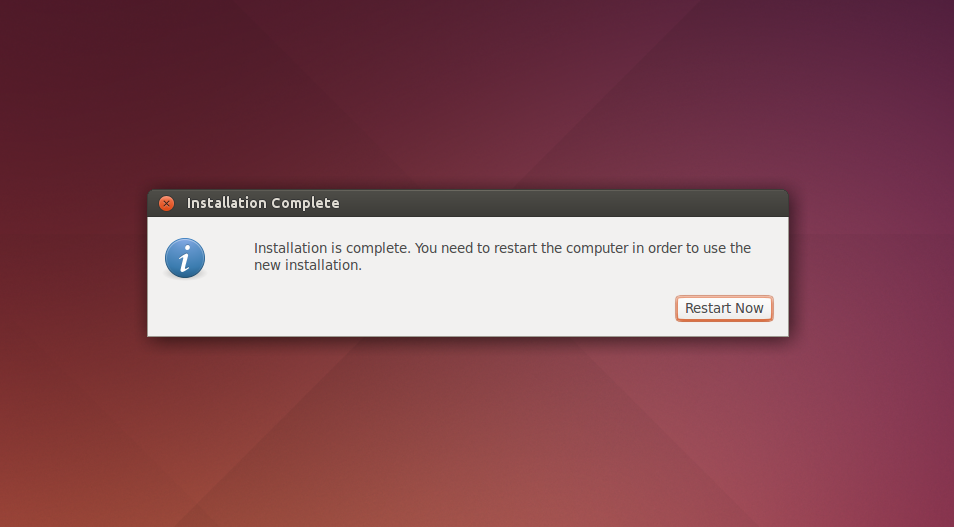 Installation Complete
Installation is complete. You need to restart the computer in order to use the
new installation.
Restart Now